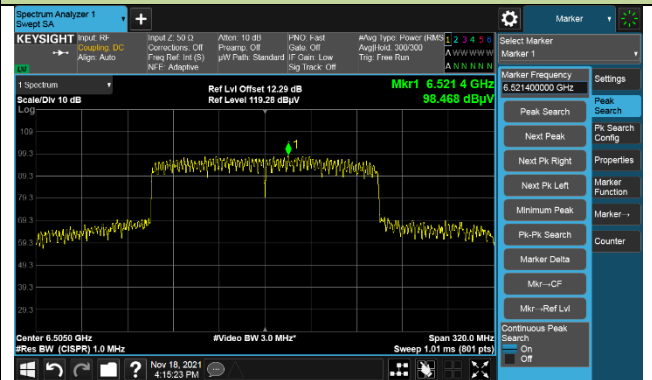 Spectrum Analyzer 1
Swept SA
Marker
KEYSIGHT
Input: RF
Coupling: DC
Align: Auto
Input Z: 50 Ω
Corrections: Off
Freq Ref: Int (S)
NFE: Adaptive
Atten: 10 dB
Preamp: Off
µW Path: Standard
PNO: Fast
Gate: Off
IF Gain: Low
Sig Track: Off
#Avg Type: Power (RMS
Avg|Hold: 300/300
Trig: Free Run
1 2 3 4 5 6
A W W W W W
A N N N N N
Select Marker
Marker 1
1 Spectrum
Scale/Div 10 dB
Log
Ref Lvl Offset 12.29 dB
Ref Level 119.28 dBµV
Mkr1 6.521 4 GHz
98.468 dBµV
1
109
99.3
89.3
79.3
69.3
59.3
49.3
39.3
29.3
Center 6.5050 GHz
#Res BW (CISPR) 1.0 MHz
#Video BW 3.0 MHz*
Span 320.0 MHz
Sweep 1.01 ms (801 pts)
Marker Frequency
6.521400000 GHz
Peak Search
Next Peak
Next Pk Right
Next Pk Left
Minimum Peak
Pk-Pk Search
Marker Delta
Mkr→CF
Mkr→Ref Lvl
Continuous Peak
Search
On
Off
Settings
Peak
Search
Pk Search
Config
Properties
Marker
Function
Marker→
Counter
Nov 18, 2021
4:15:23 PM